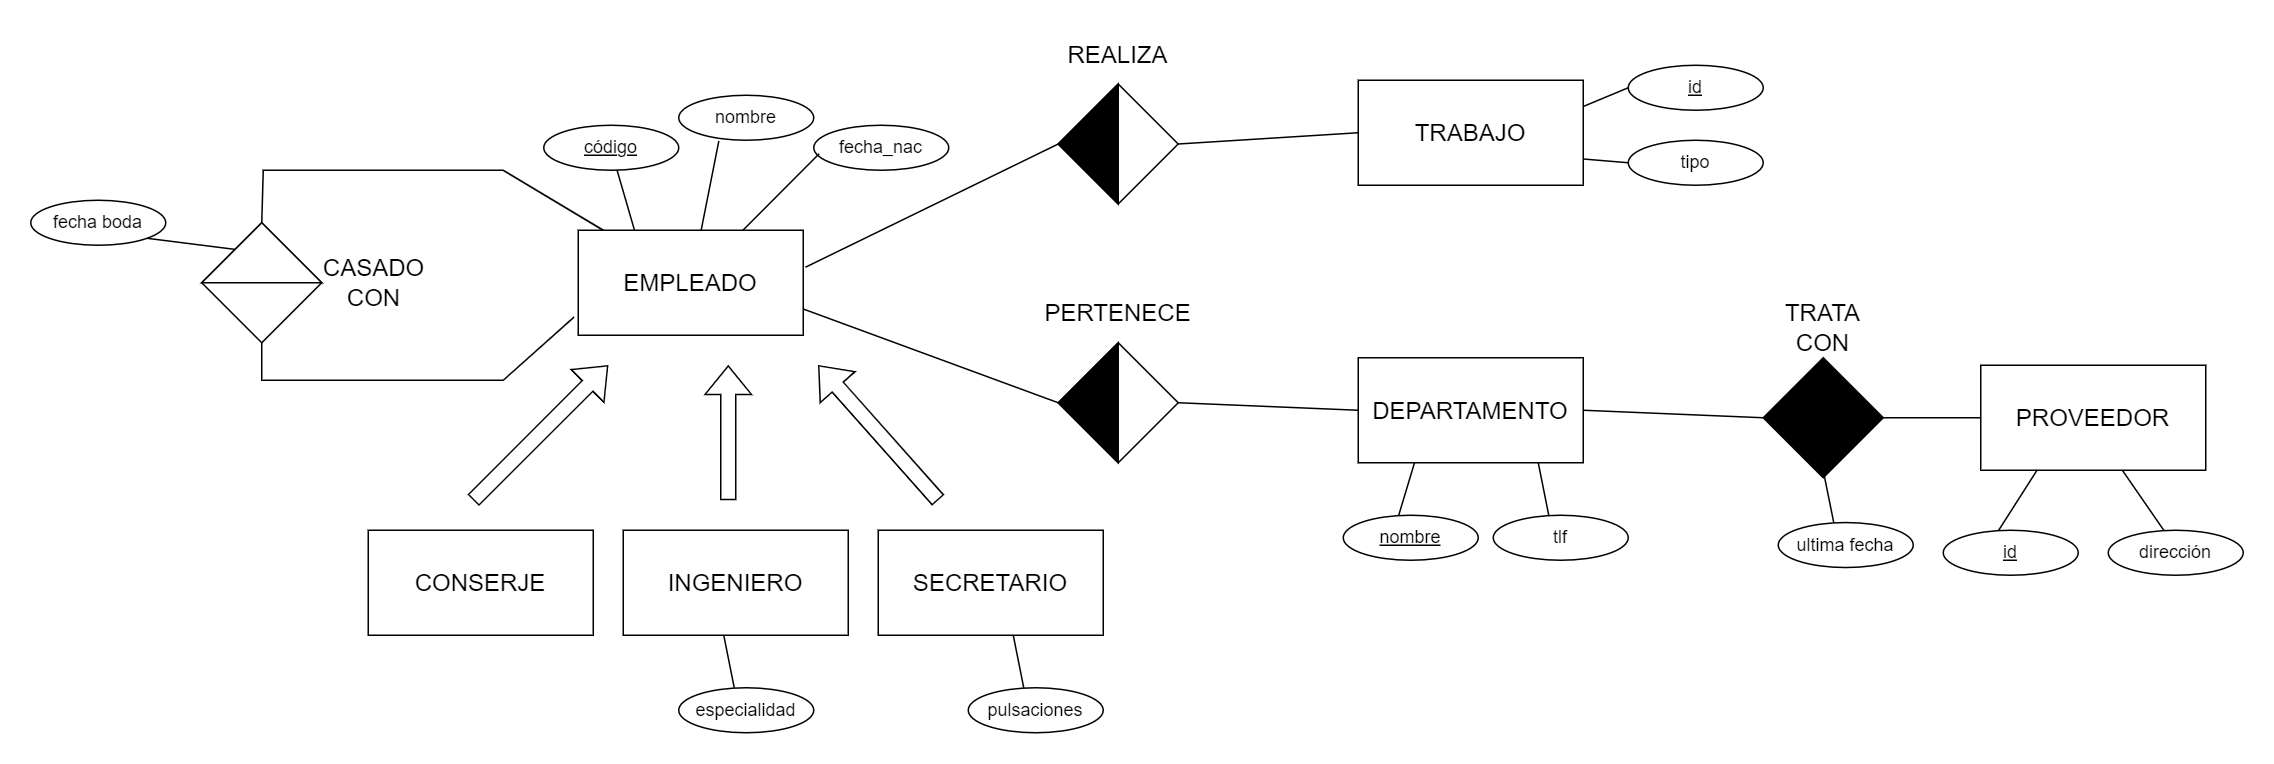 REALIZA
id
TRABAJO
tipo
nombre
código
fecha_nac
fecha boda
CASADO
CON
EMPLEADO
PERTENECE
TRATA
CON
DEPARTAMENTO
PROVEEDOR
nombre
tlf
ultima fecha
id
dirección
CONSERJE
INGENIERO
SECRETARIO
especialidad
pulsaciones